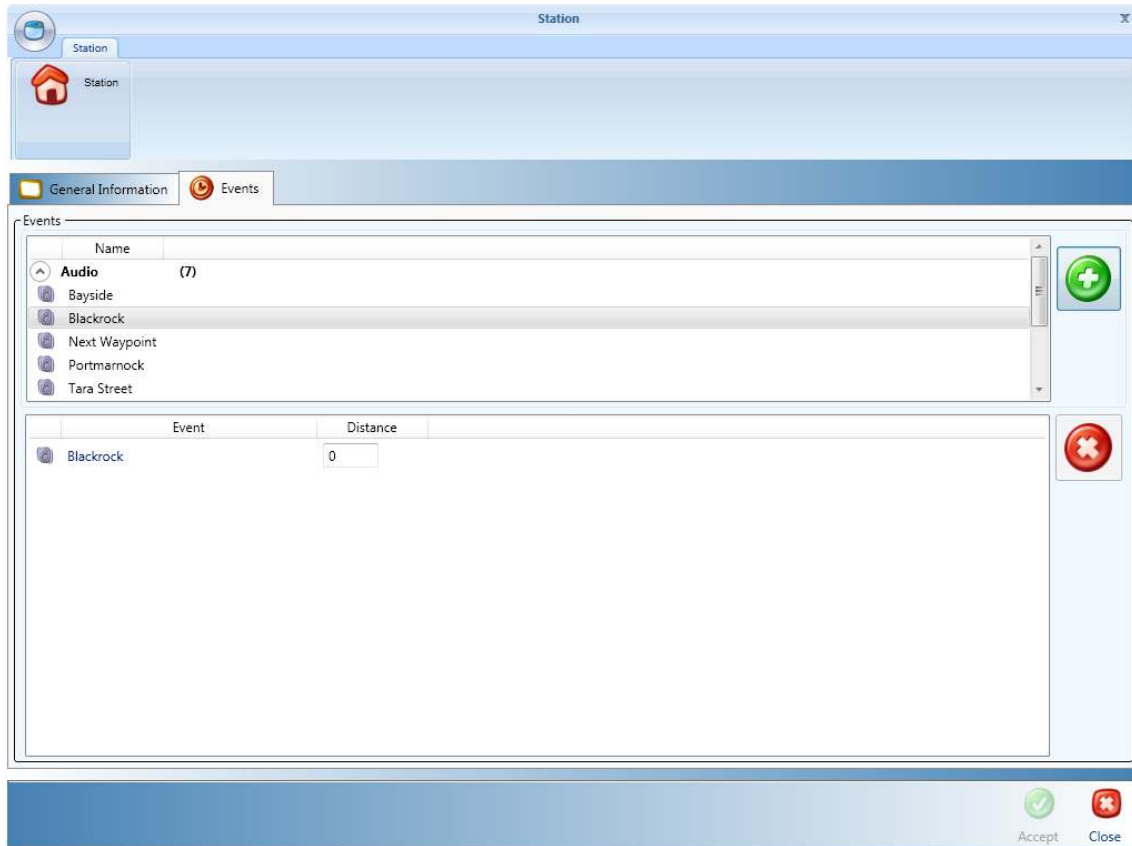 Station x
Station
Station
General Information Events
Events
Name
Audio (7)
Bayside
Blackrock
Next Waypoint
Portmarnock
Tara Street
Event Distance
Blackrock 0
Accept Close